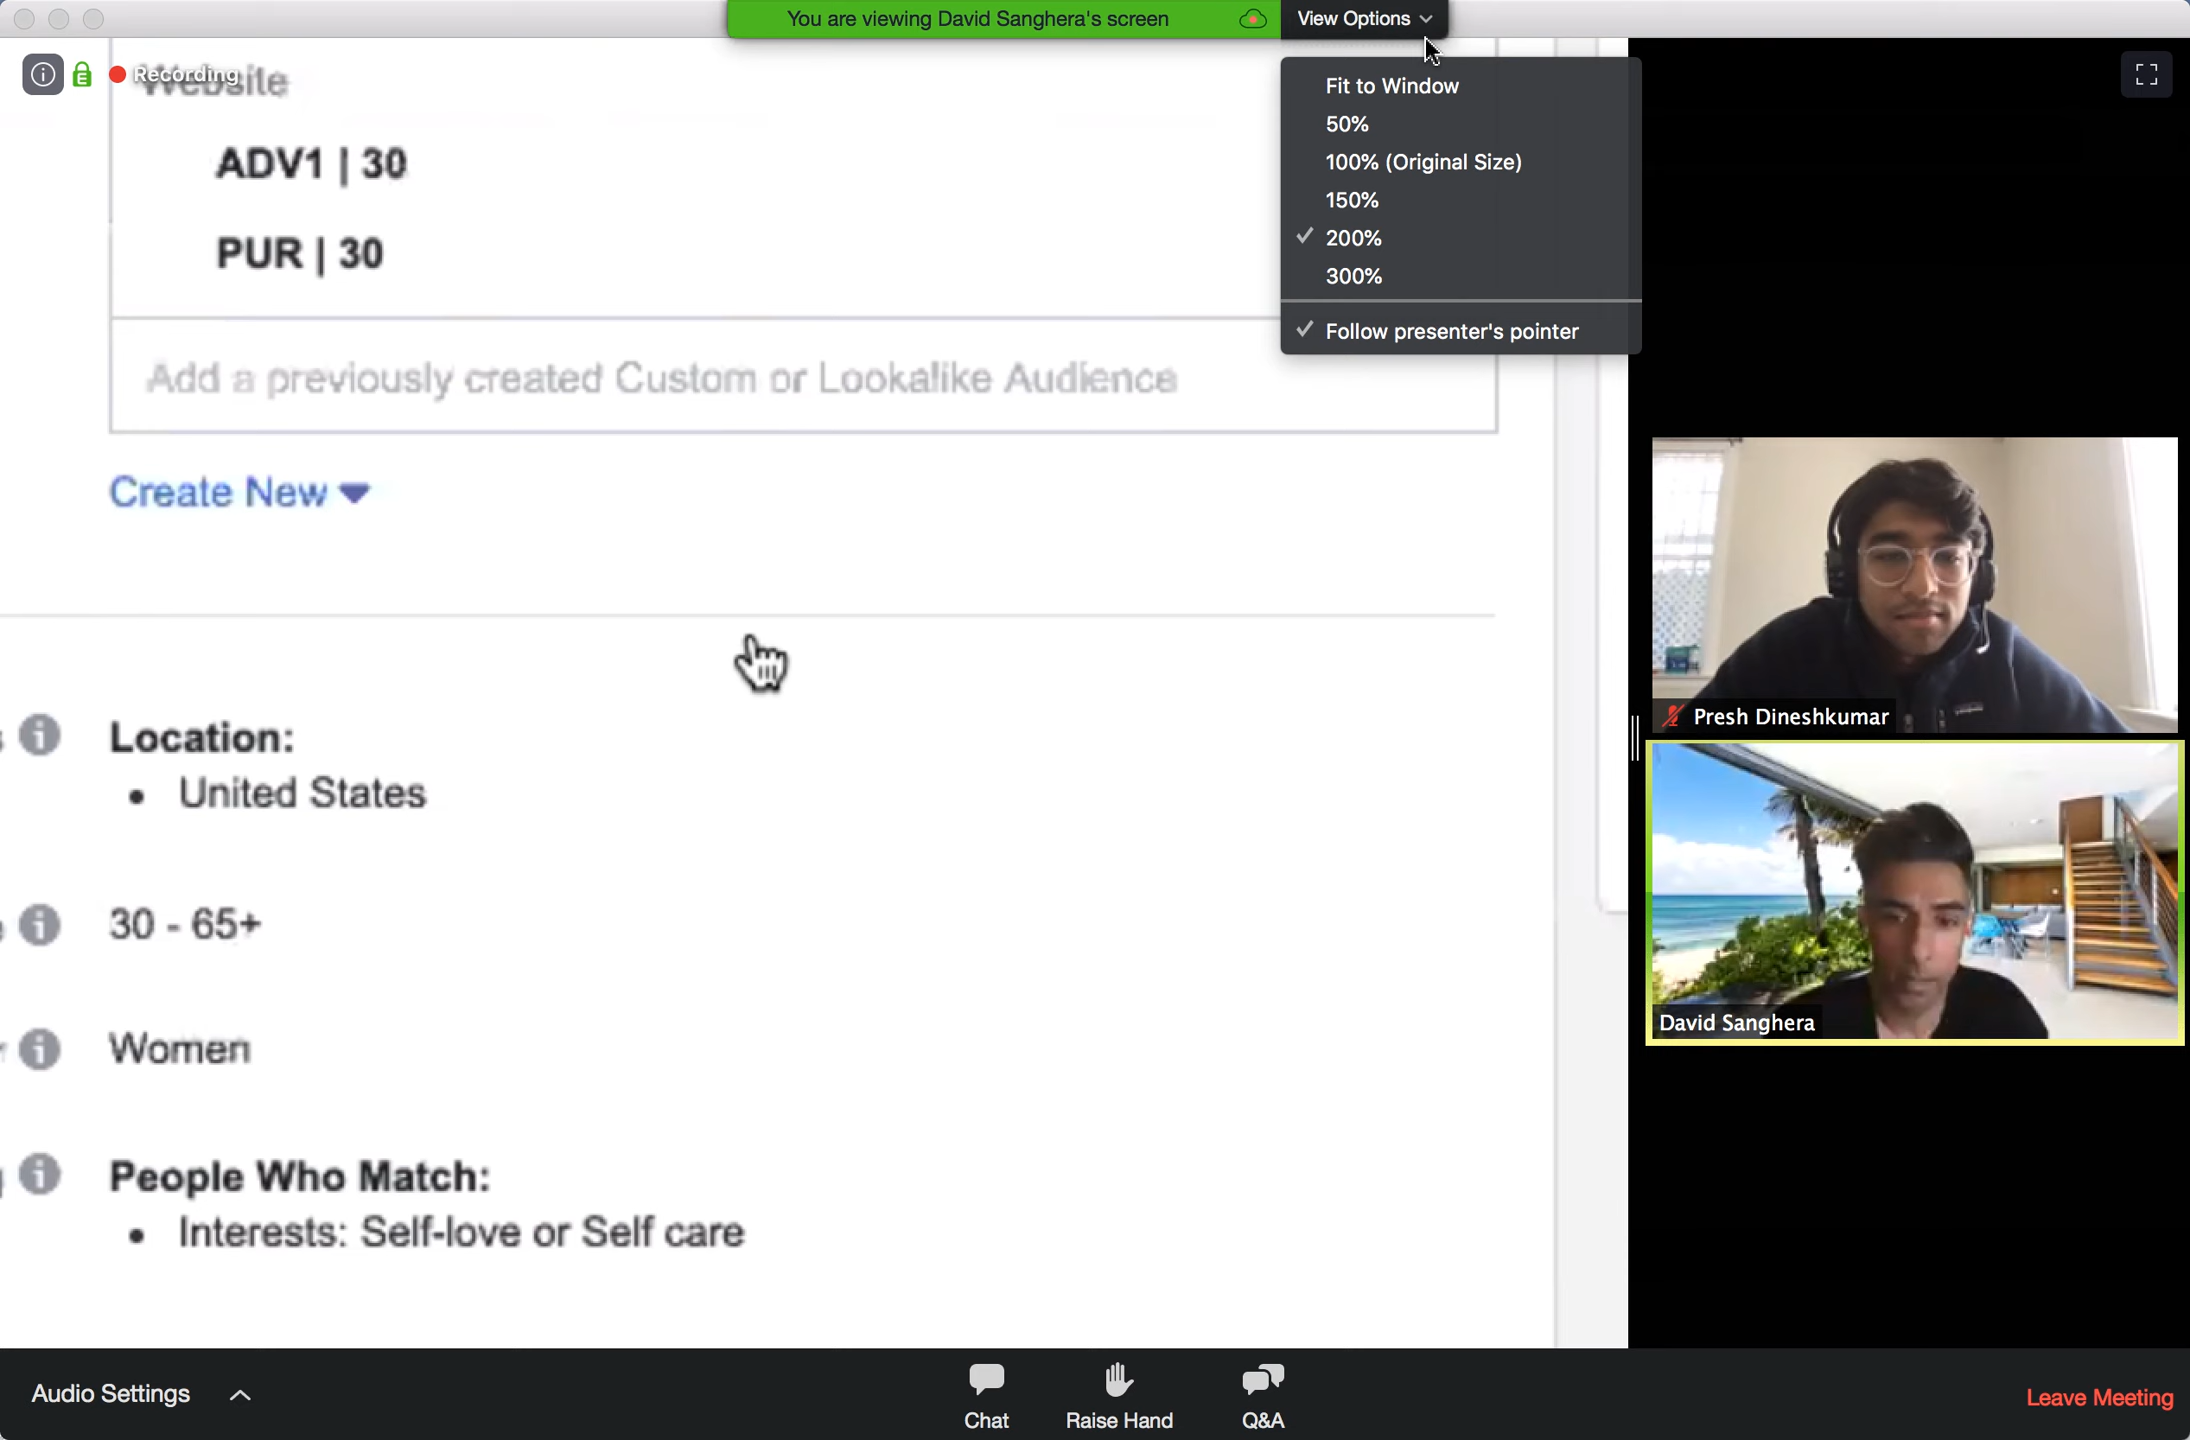 You are viewing David Sanghera's screen
View Options
Recording
Website
Fit to Window
50%
100% (Original Size)
150%
200%
300%
Follow presenter's pointer
ADV1 | 30
PUR | 30
Add a previously created Custom or Lookalike Audience
Create New
Location:
• United States
30 - 65+
Women
People Who Match:
• Interests: Self-love or Self care
Presh Dineshkumar
David Sanghera
Audio Settings
Chat
Raise Hand
Q&A
Leave Meeting